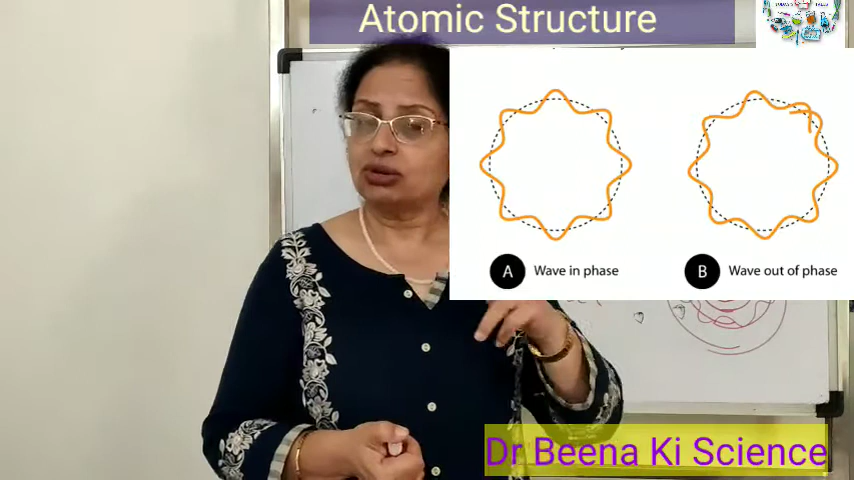 Atomic Structure
A Wave in phase
B Wave out of phase
Dr Beena Ki Science